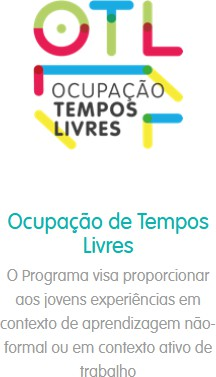 OTL
OCUPAÇÃO
TEMPOS
LIVRES
Ocupação de Tempos
Livres
O Programa visa proporcionar
aos jovens experiências em
contexto de aprendizagem não-
formal ou em contexto ativo de
trabalho